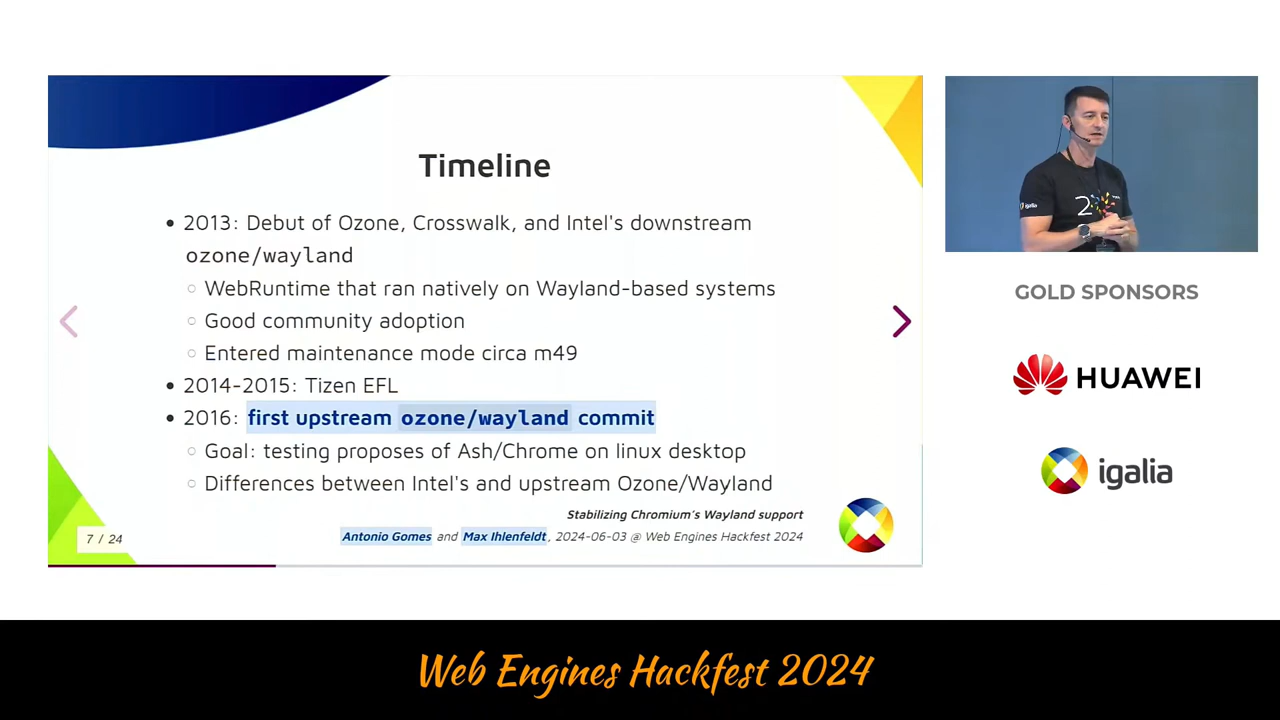 Timeline
• 2013: Debut of Ozone, Crosswalk, and Intel's downstream
ozone/wayland
○ WebRuntime that ran natively on Wayland-based systems
○ Good community adoption
○ Entered maintenance mode circa m49
• 2014-2015: Tizen EFL
• 2016: first upstream ozone/wayland commit
○ Goal: testing proposes of Ash/Chrome on linux desktop
○ Differences between Intel's and upstream Ozone/Wayland
Stabilizing Chromium's Wayland support
Antonio Gomes and Max Ihlenfeldt, 2024-06-03 @ Web Engines Hackfest 2024
7 / 24
igalia
GOLD SPONSORS
HUAWEI
igalia
Web Engines Hackfest 2024